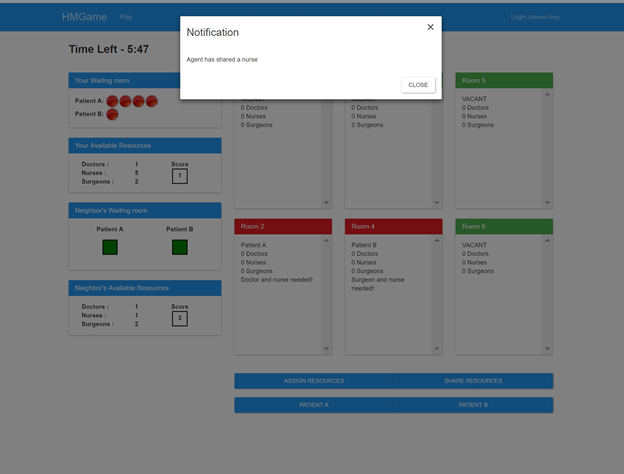 HMGame
Play
Login (Admins Only)
Notification
×
Agent has shared a nurse
CLOSE
Time Left - 5:47
Your Waiting room
Patient A:
Patient B:
Your Available Resources
Doctors : 1
Nurses : 5
Surgeons : 2
Score
1
Neighbor's Waiting room
Patient A
Patient B
Neighbor's Available Resources
Doctors : 1
Nurses : 1
Surgeons : 2
Score
3
0 Doctors
0 Nurses
0 Surgeons
0 Doctors
0 Nurses
0 Surgeons
Room 5
VACANT
0 Doctors
0 Nurses
0 Surgeons
Room 2
Patient A
0 Doctors
0 Nurses
0 Surgeons
Doctor and nurse needed!
Room 4
Patient B
0 Doctors
0 Nurses
0 Surgeons
Surgeon and nurse
needed!
Room 6
VACANT
0 Doctors
0 Nurses
0 Surgeons
ASSIGN RESOURCES
SHARE RESOURCES
PATIENT A
PATIENT B